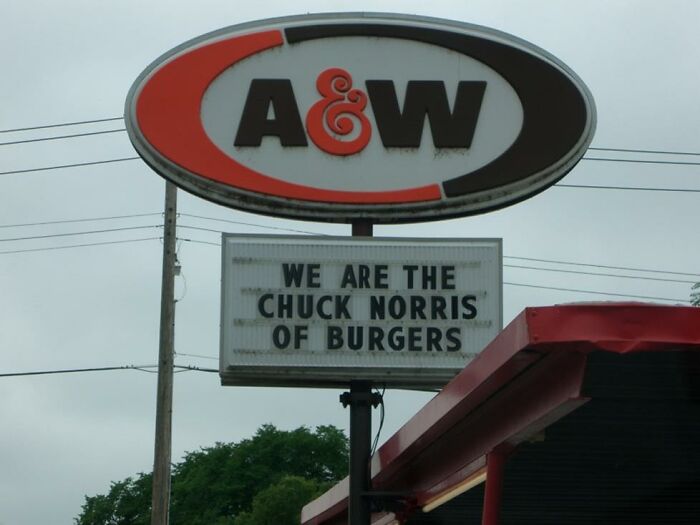 A&W
WE ARE THE
CHUCK NORRIS
OF BURGERS